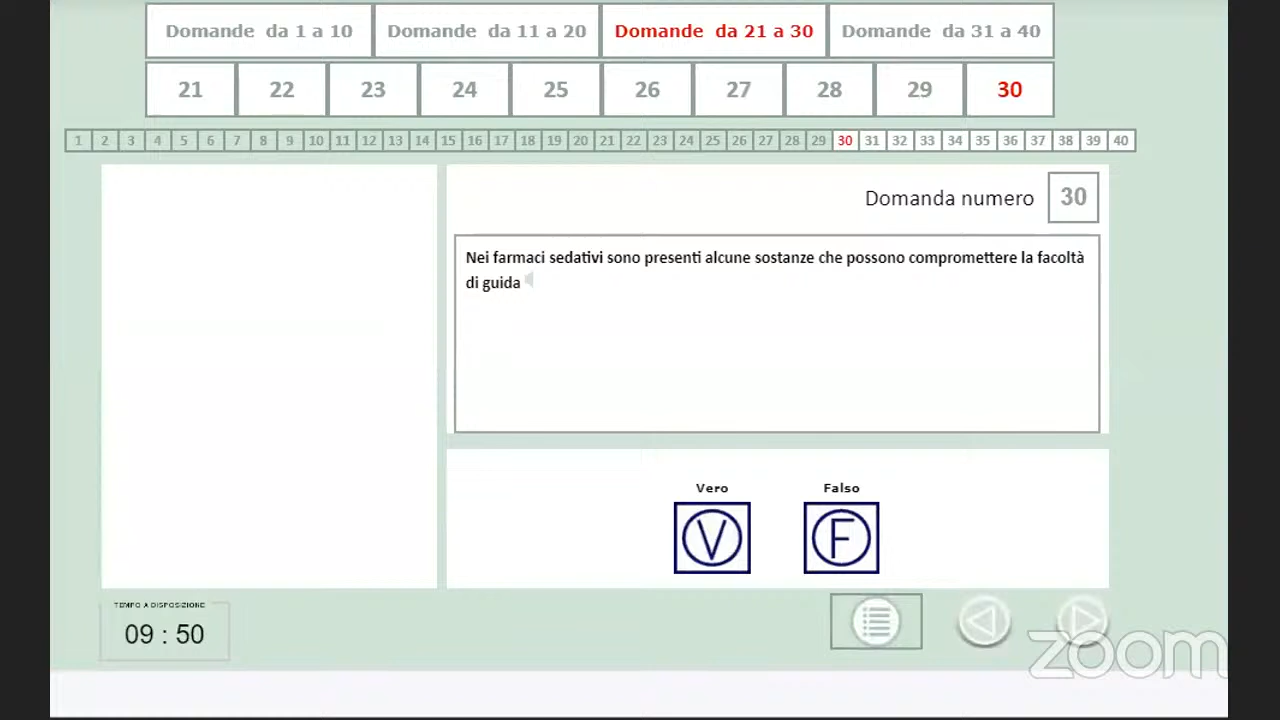 Domande da 1 a 10 Domande da 11 a 20 Domande da 21 a 30 Domande da 31 a 40
21 22 23 24 25 26 27 28 29 30
1 2 3 4 5 6 7 8 9 10 11 12 13 14 15 16 17 18 19 20 21 22 23 24 25 26 27 28 29 30 31 32 33 34 35 36 37 38 39 40
Domanda numero 30
Nei farmaci sedativi sono presenti alcune sostanze che possono compromettere la facoltà
di guida
Vero Falso
V F
TEMPO A DISPOSIZIONE
09 : 50
zoom